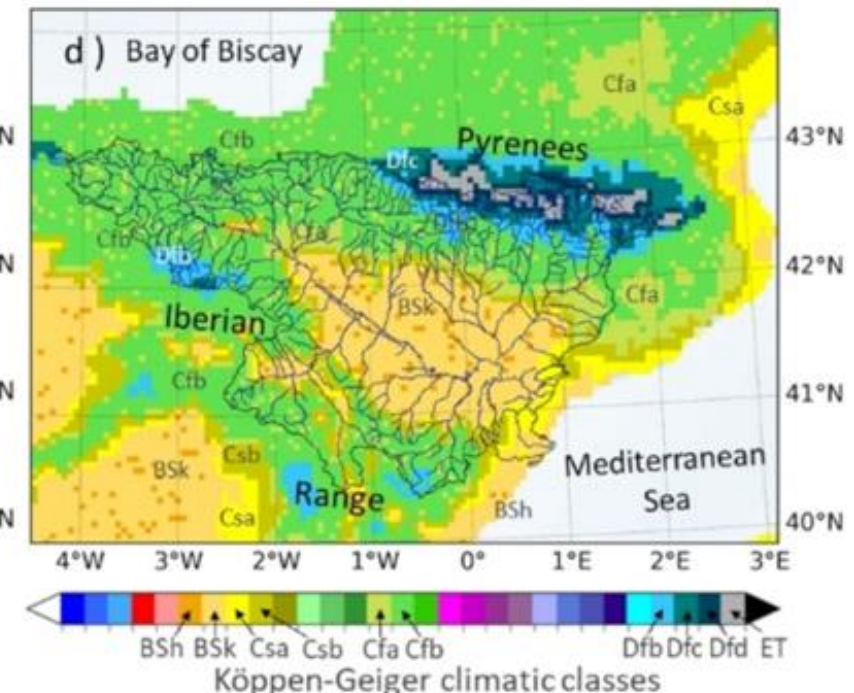 d ) Bay of Biscay
Cfa
Csa
Cfb
Pyrenees
N
43°N
Dfc
Cfb
Cfa
Dfb
N
42°N
BSk
Cfa
Iberian
Cfb
N
41°N
Csb
BSk
Mediterranean
Sea
Range
Csa
BSh
N
40°N
4°W 3°W 2°W 1°W 0° 1°E 2°E 3°E
BSh BSk Csa Csb Cfa Cfb Dfb Dfc Dfd ET
Köppen-Geiger climatic classes